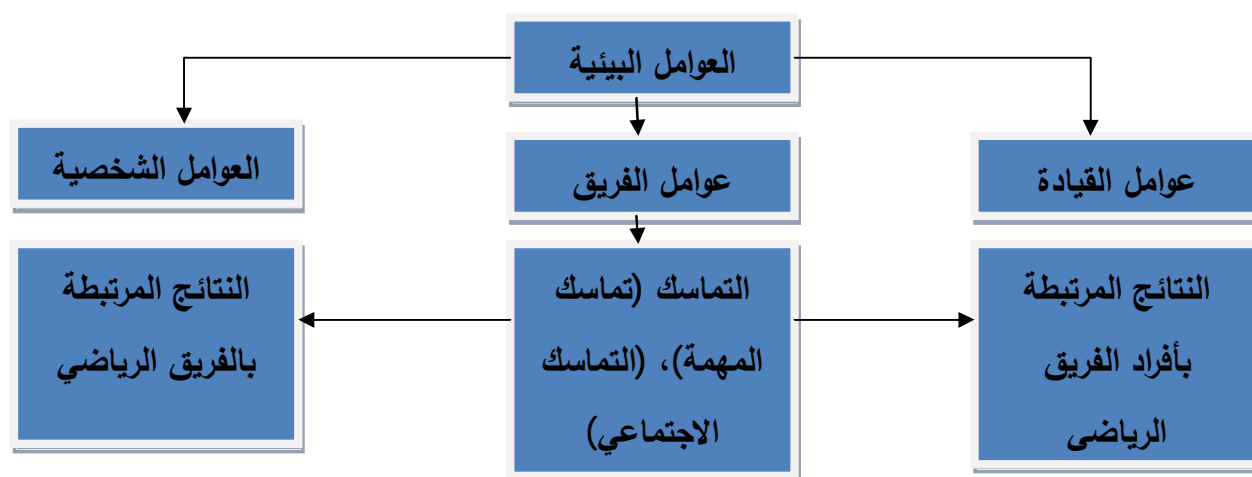 العوامل البيئية
عوامل القيادة
عوامل الفريق
العوامل الشخصية
النتائج المرتبطة
بأفراد الفريق
الرياضى
التماسك (تماسك
المهمة)، (التماسك
الاجتماعي)
النتائج المرتبطة
بالفريق الرياضي